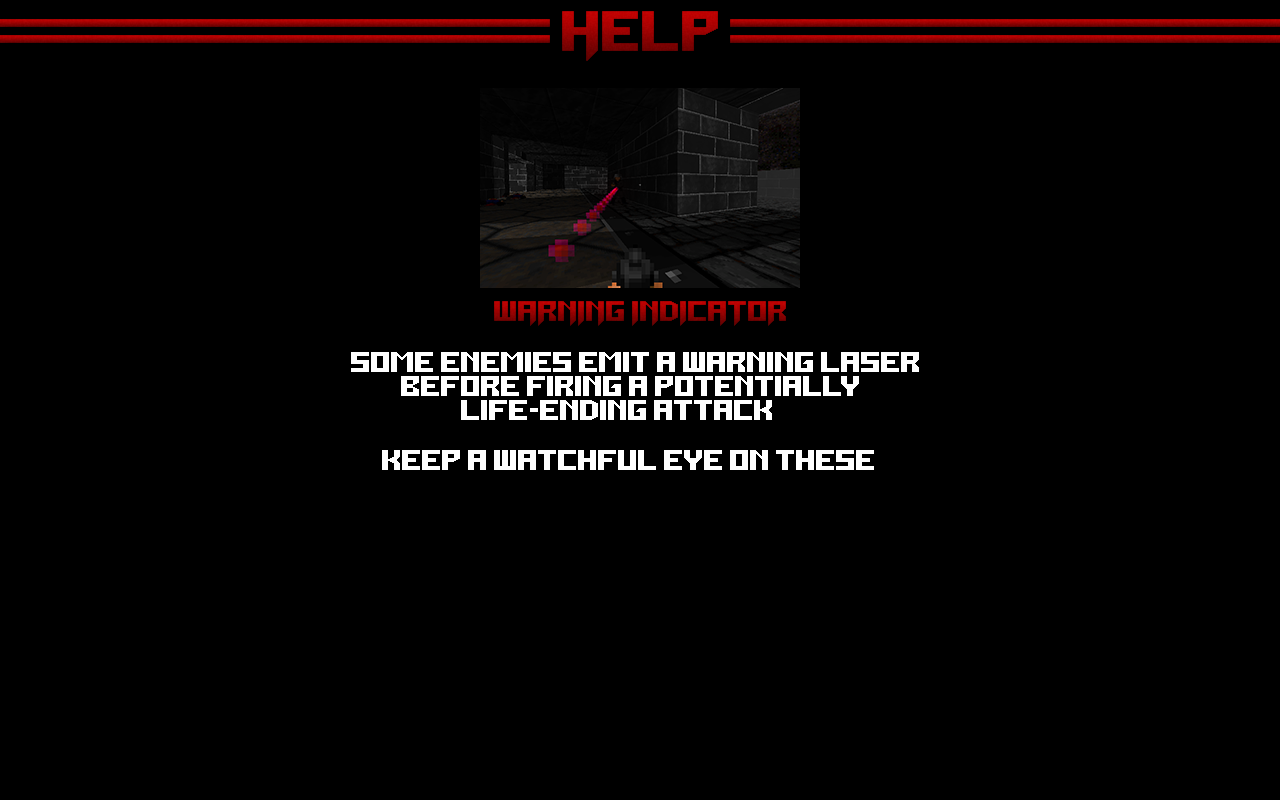 HELP
WARNING INDICATOR
SOME ENEMIES EMIT A WARNING LASER
BEFORE FIRING A POTENTIALLY
LIFE-ENDING ATTACK
KEEP A WATCHFUL EYE ON THESE